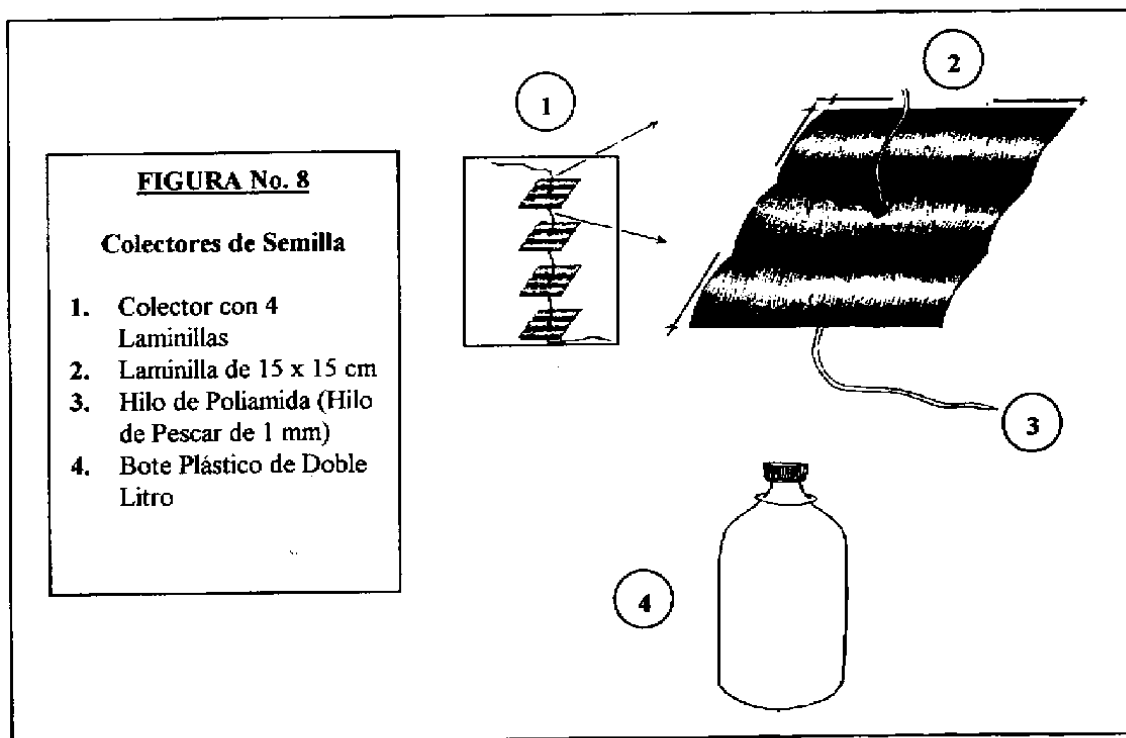 FIGURA No. 8
Colectores de Semilla
1. Colector con 4
Laminillas
2. Laminilla de 15 x 15 cm
3. Hilo de Poliamida (Hilo
de Pescar de 1 mm)
4. Bote Plástico de Doble
Litro
1
2
3
4